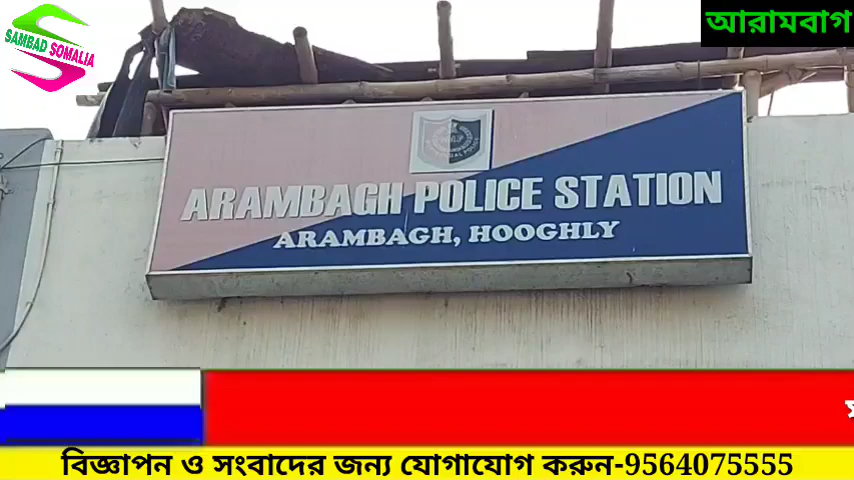 SAMBAD SOMALIA
আরামবাগ
ARAMBAGH POLICE STATION
ARAMBAGH, HOOGHLY
বিজ্ঞাপন ও সংবাদের জন্য যোগাযোগ করুন-9564075555